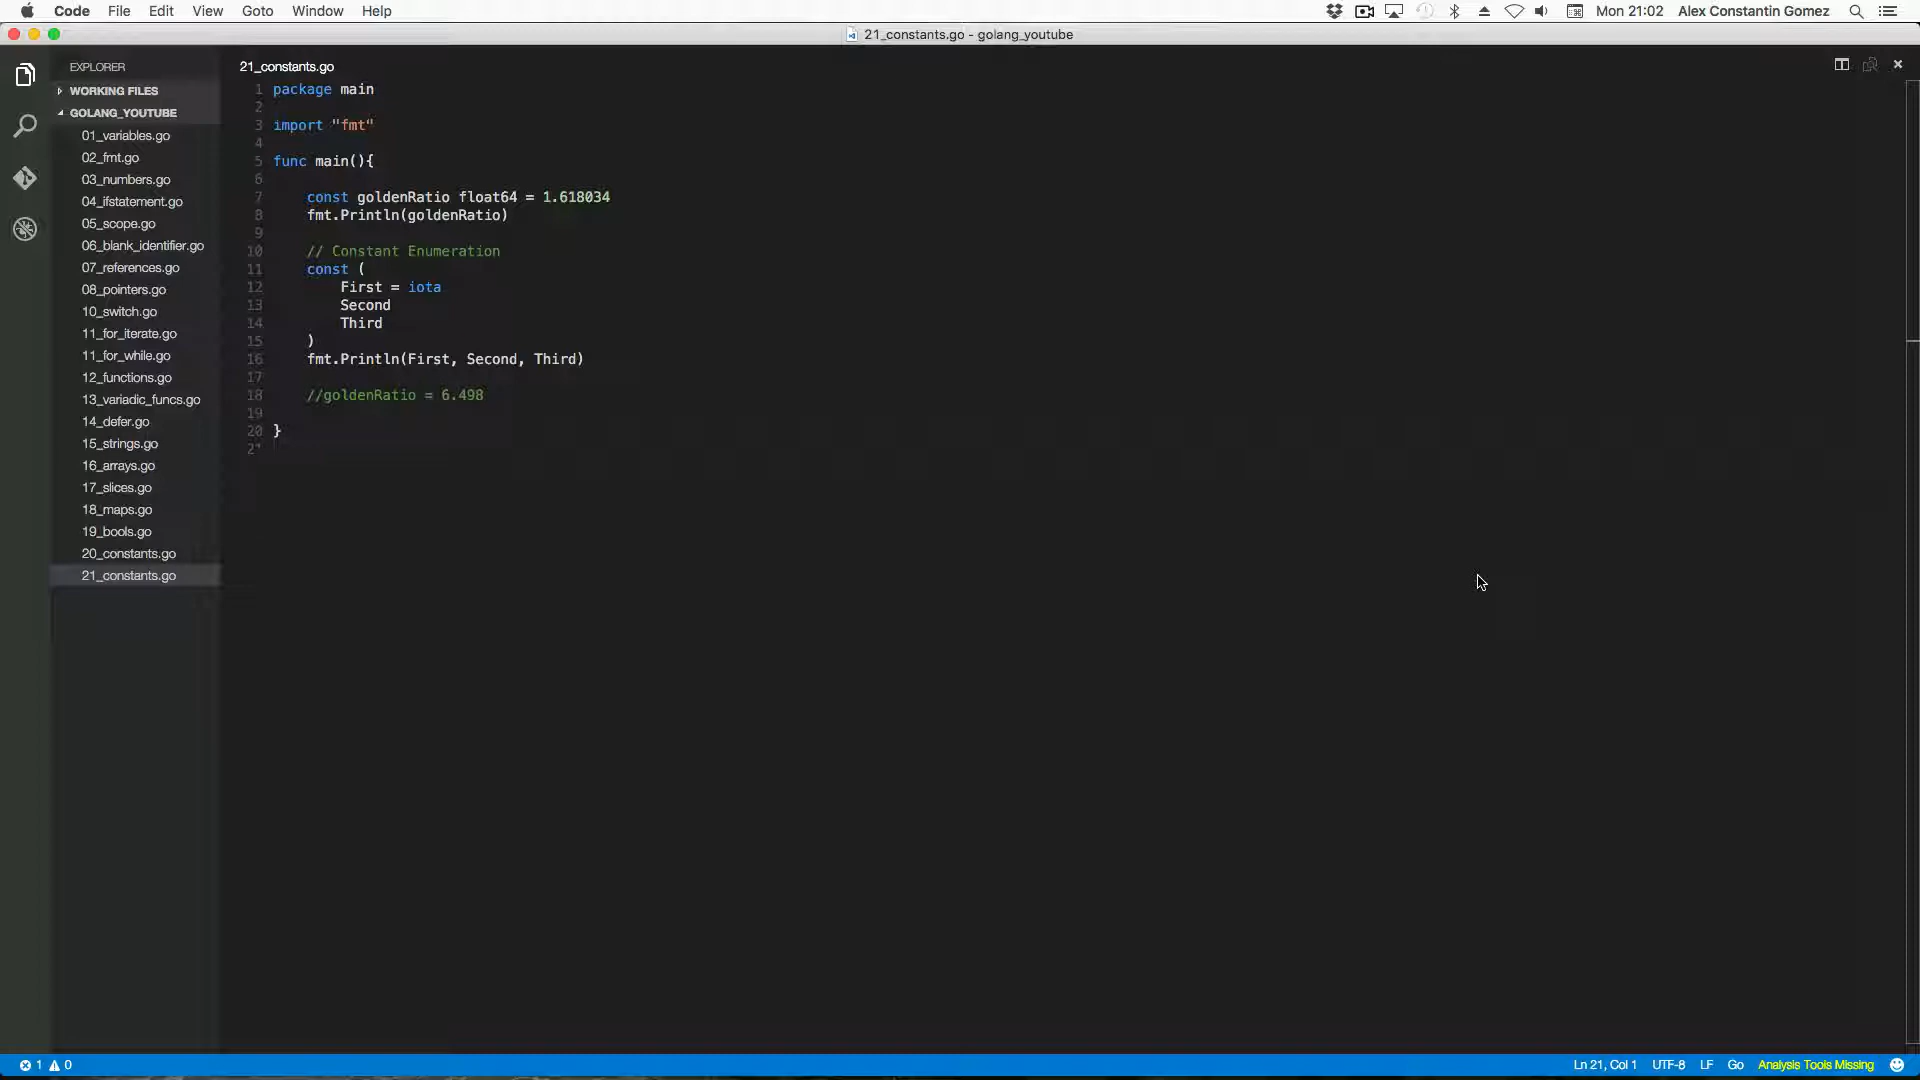 Code File Edit View Goto Window Help Mon 21:02 Alex Constantin Gomez
21_constants.go - golang_youtube
EXPLORER
WORKING FILES
GOLANG_YOUTUBE
01_variables.go
02_fmt.go
03_numbers.go
04_ifstatement.go
05_scope.go
06_blank_identifier.go
07_references.go
08_pointers.go
10_switch.go
11_for_iterate.go
11_for_while.go
12_functions.go
13_variadic_funcs.go
14_defer.go
15_strings.go
16_arrays.go
17_slices.go
18_maps.go
19_bools.go
20_constants.go
21_constants.go
21_constants.go
1 package main
2
3 import "fmt"
4
5 func main(){
6
7 const goldenRatio float64 = 1.618034
8 fmt.Println(goldenRatio)
9
10 // Constant Enumeration
11 const (
12 First = iota
13 Second
14 Third
15 )
16 fmt.Println(First, Second, Third)
17
18 //goldenRatio = 6.498
19
20 }
1 0 Ln 21, Col 1 UTF-8 LF Go Analysis Tools Missing